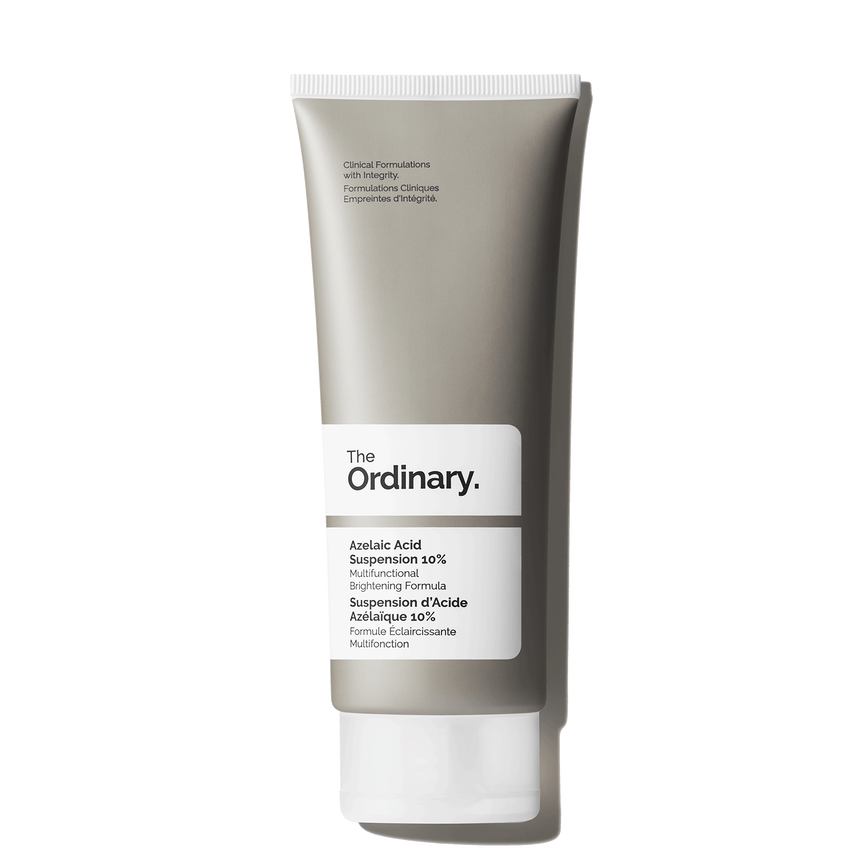 Clinical Formulations
with Integrity.
Formulations Cliniques
Empreintes d'Intégrité.
The
Ordinary.
Azelaic Acid
Suspension 10%
Multifunctional
Brightening Formula
Suspension d'Acide
Azélaïque 10%
Formule Éclaircissante
Multifonction